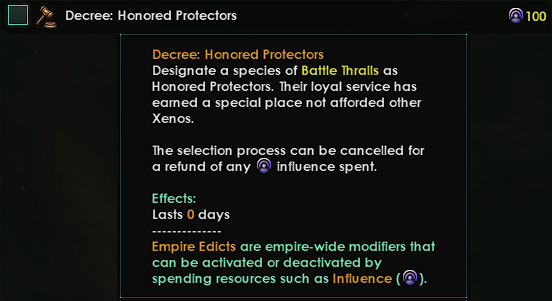 Decree: Honored Protectors 100
Decree: Honored Protectors
Designate a species of Battle Thralls as
Honored Protectors. Their loyal service has
earned a special place not afforded other
Xenos.
The selection process can be cancelled for
a refund of any influence spent.
Effects:
Lasts 0 days
--------------
Empire Edicts are empire-wide modifiers that
can be activated or deactivated by
spending resources such as Influence ( ).